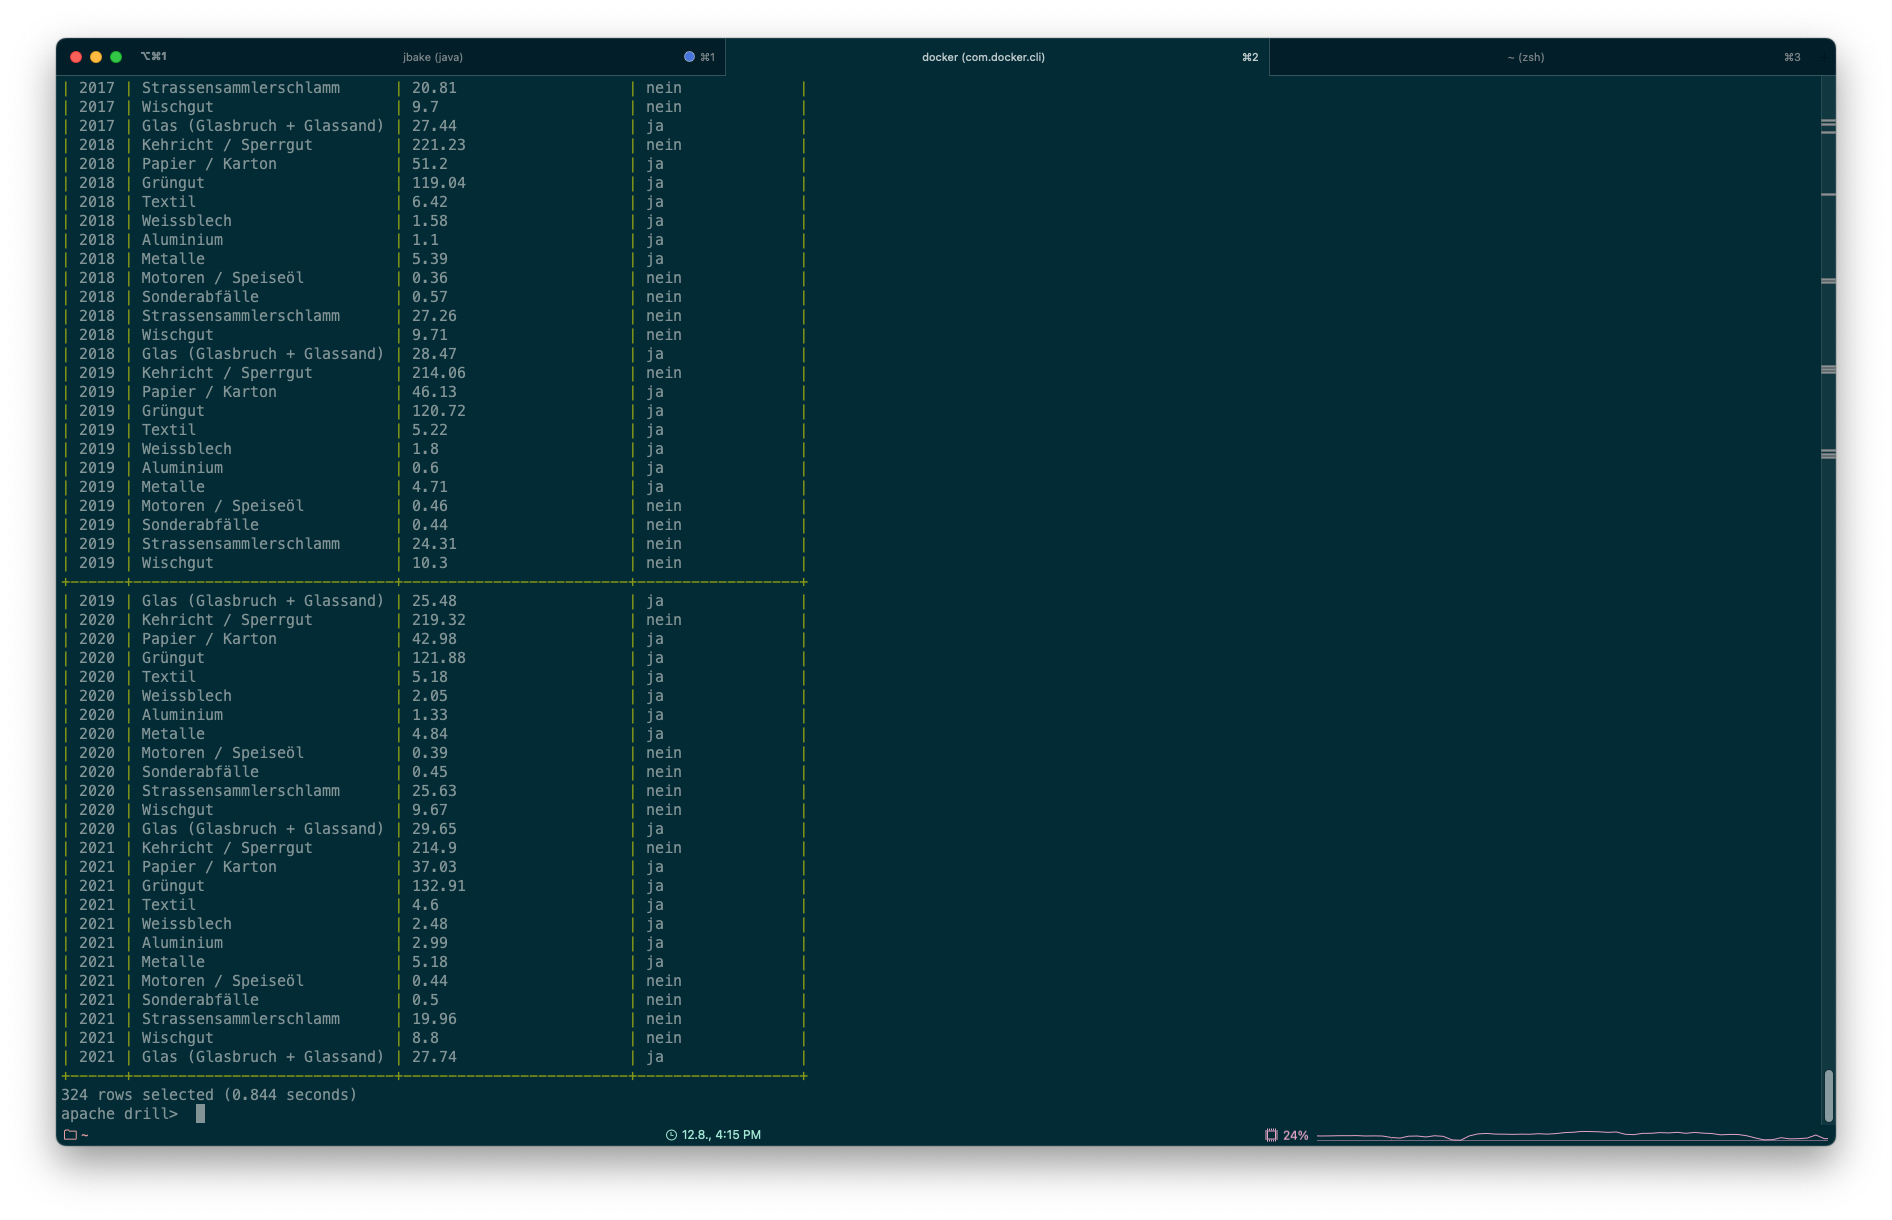 ⌥⌘1 jbake (java) ⌘1 docker (com.docker.cli) ⌘2 ~ (zsh) ⌘3
| 2017 | Strassensammlerschlamm | 20.81 | nein |
| 2017 | Wischgut | 9.7 | nein |
| 2017 | Glas (Glasbruch + Glassand) | 27.44 | ja |
| 2018 | Kehricht / Sperrgut | 221.23 | nein |
| 2018 | Papier / Karton | 51.2 | ja |
| 2018 | Grüngut | 119.04 | ja |
| 2018 | Textil | 6.42 | ja |
| 2018 | Weissblech | 1.58 | ja |
| 2018 | Aluminium | 1.1 | ja |
| 2018 | Metalle | 5.39 | ja |
| 2018 | Motoren / Speiseöl | 0.36 | nein |
| 2018 | Sonderabfälle | 0.57 | nein |
| 2018 | Strassensammlerschlamm | 27.26 | nein |
| 2018 | Wischgut | 9.71 | nein |
| 2018 | Glas (Glasbruch + Glassand) | 28.47 | ja |
| 2019 | Kehricht / Sperrgut | 214.06 | nein |
| 2019 | Papier / Karton | 46.13 | ja |
| 2019 | Grüngut | 120.72 | ja |
| 2019 | Textil | 5.22 | ja |
| 2019 | Weissblech | 1.8 | ja |
| 2019 | Aluminium | 0.6 | ja |
| 2019 | Metalle | 4.71 | ja |
| 2019 | Motoren / Speiseöl | 0.46 | nein |
| 2019 | Sonderabfälle | 0.44 | nein |
| 2019 | Strassensammlerschlamm | 24.31 | nein |
| 2019 | Wischgut | 10.3 | nein |
| 2019 | Glas (Glasbruch + Glassand) | 25.48 | ja |
| 2020 | Kehricht / Sperrgut | 219.32 | nein |
| 2020 | Papier / Karton | 42.98 | ja |
| 2020 | Grüngut | 121.88 | ja |
| 2020 | Textil | 5.18 | ja |
| 2020 | Weissblech | 2.05 | ja |
| 2020 | Aluminium | 1.33 | ja |
| 2020 | Metalle | 4.84 | ja |
| 2020 | Motoren / Speiseöl | 0.39 | nein |
| 2020 | Sonderabfälle | 0.45 | nein |
| 2020 | Strassensammlerschlamm | 25.63 | nein |
| 2020 | Wischgut | 9.67 | nein |
| 2020 | Glas (Glasbruch + Glassand) | 29.65 | ja |
| 2021 | Kehricht / Sperrgut | 214.9 | nein |
| 2021 | Papier / Karton | 37.03 | ja |
| 2021 | Grüngut | 132.91 | ja |
| 2021 | Textil | 4.6 | ja |
| 2021 | Weissblech | 2.48 | ja |
| 2021 | Aluminium | 2.99 | ja |
| 2021 | Metalle | 5.18 | ja |
| 2021 | Motoren / Speiseöl | 0.44 | nein |
| 2021 | Sonderabfälle | 0.5 | nein |
| 2021 | Strassensammlerschlamm | 19.96 | nein |
| 2021 | Wischgut | 8.8 | nein |
| 2021 | Glas (Glasbruch + Glassand) | 27.74 | ja |
324 rows selected (0.844 seconds)
apache drill>
~ 12.8., 4:15 PM 24%